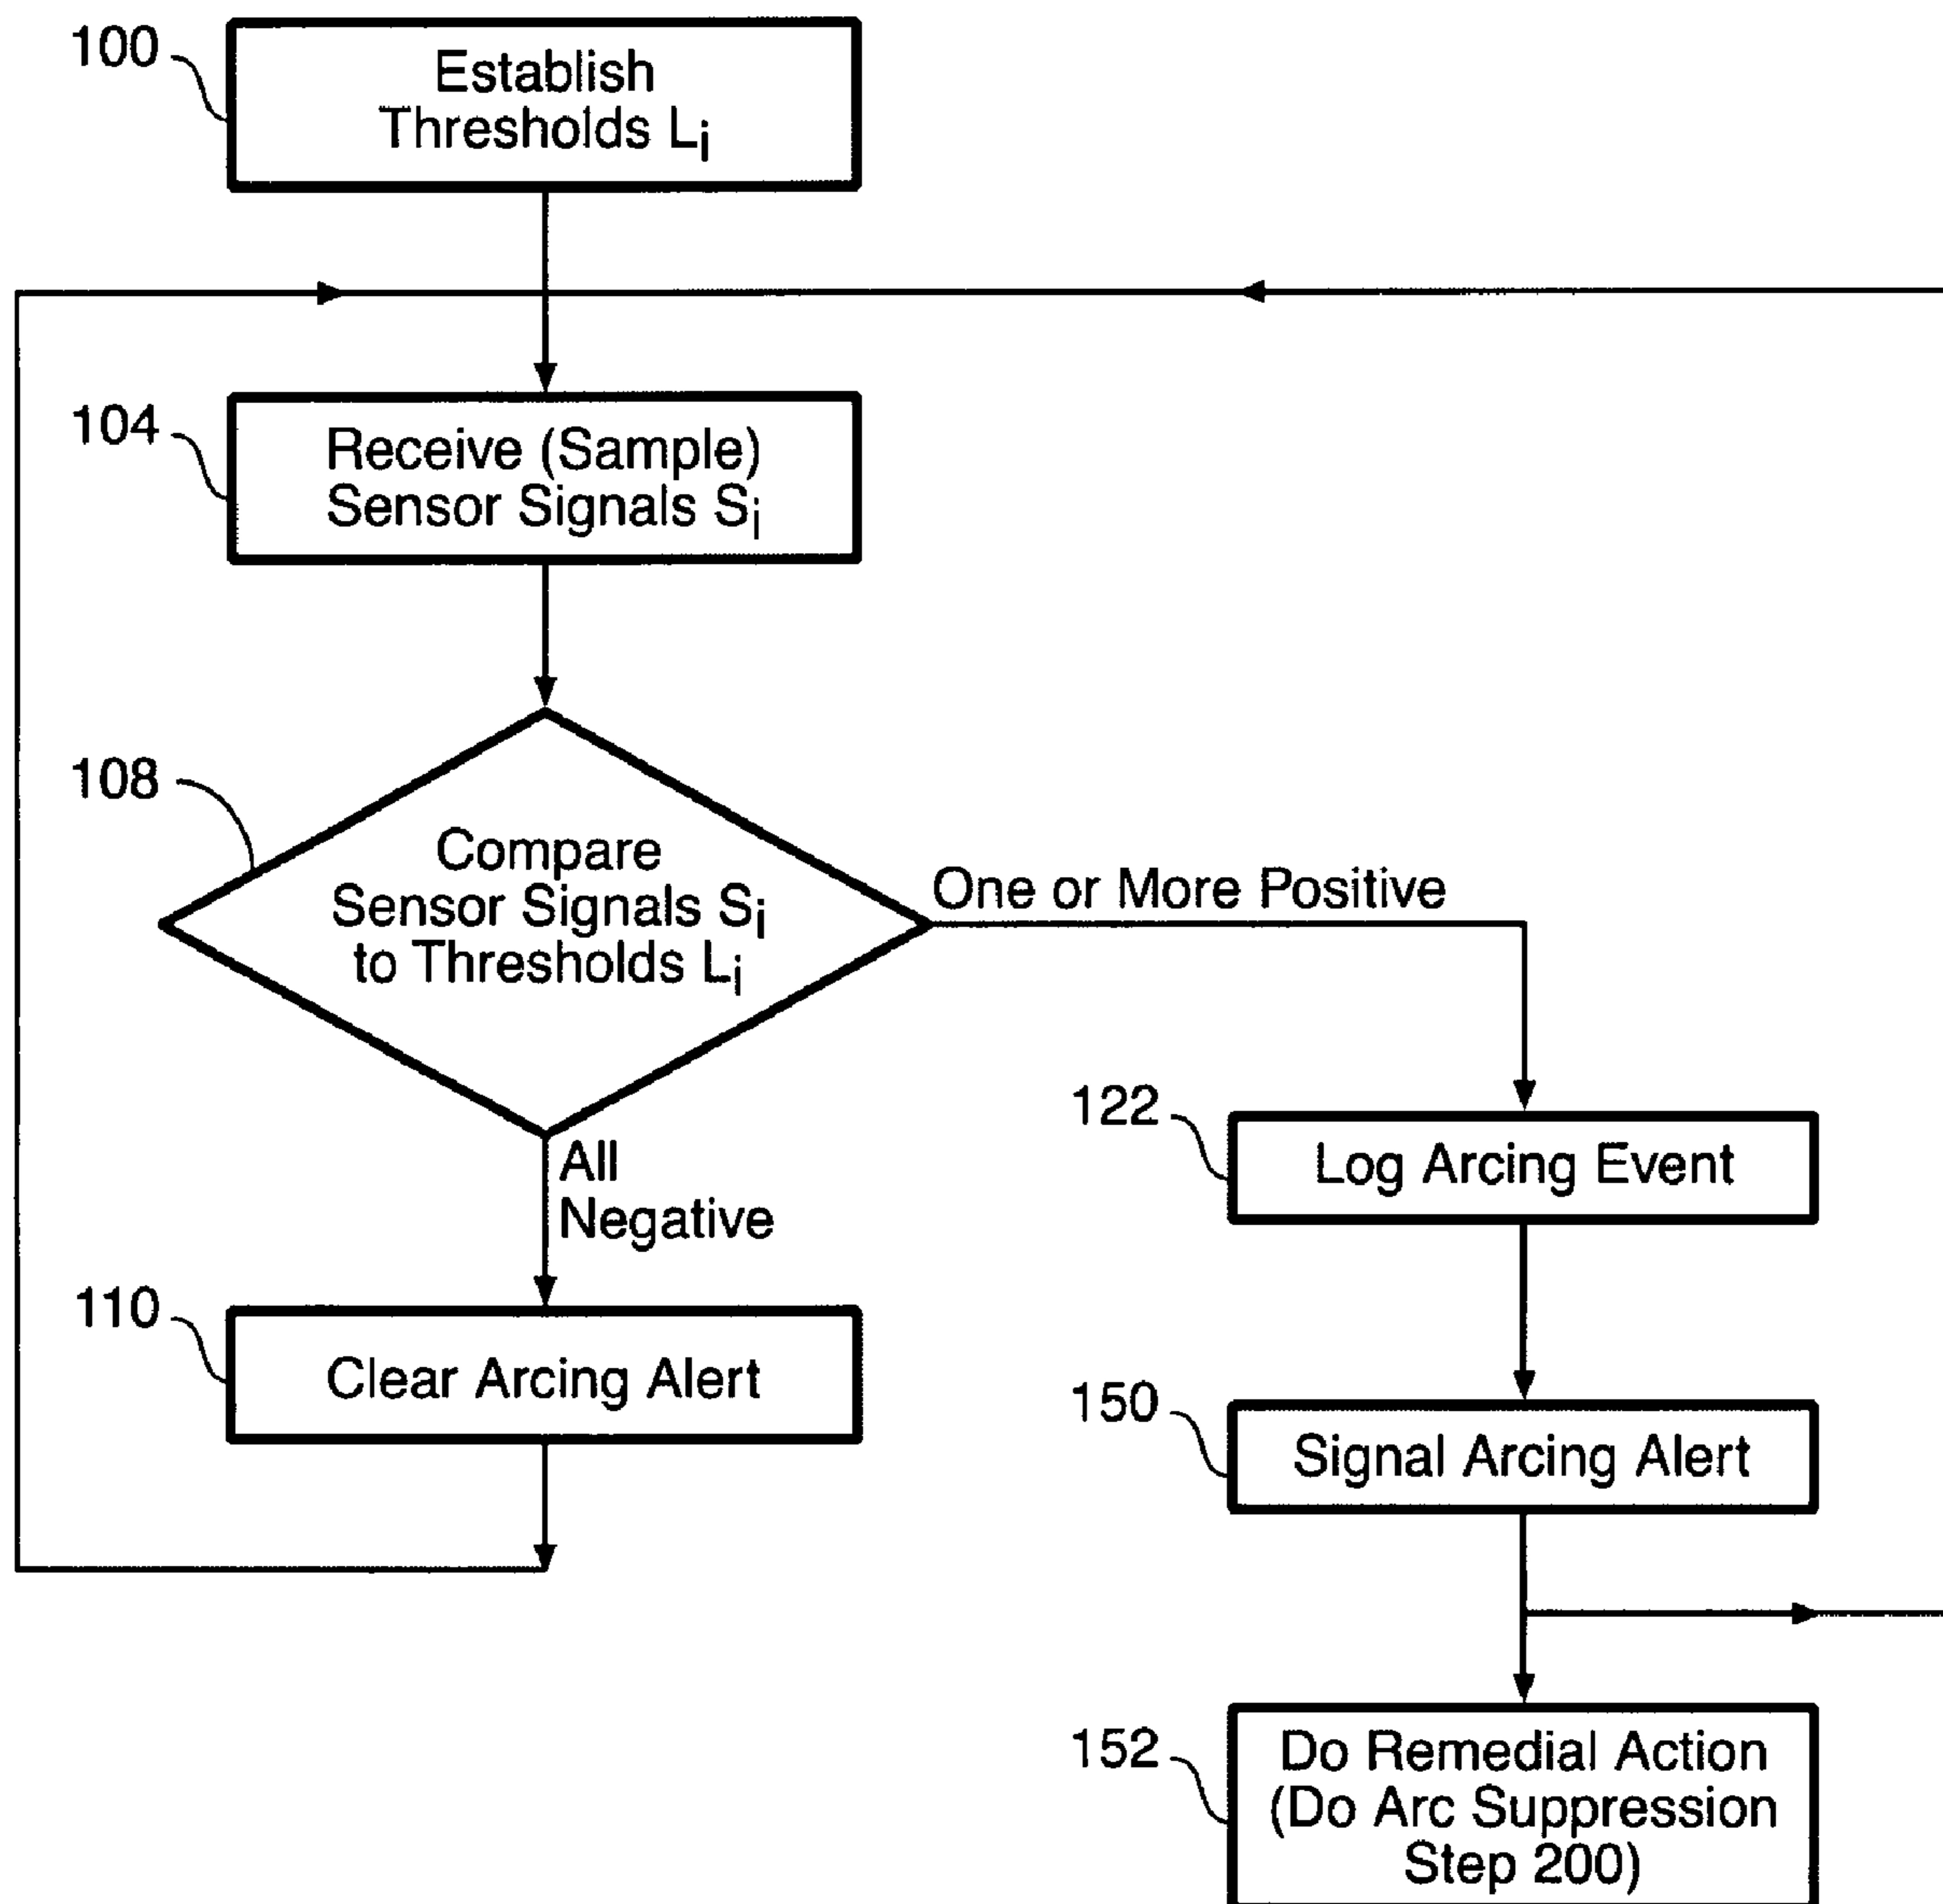 100
Establish
Thresholds Li
104
Receive (Sample)
Sensor Signals Si
108
Compare
Sensor Signals Si
to Thresholds Li
One or More Positive
All
Negative
110
Clear Arcing Alert
122
Log Arcing Event
150
Signal Arcing Alert
152
Do Remedial Action
(Do Arc Suppression
Step 200)